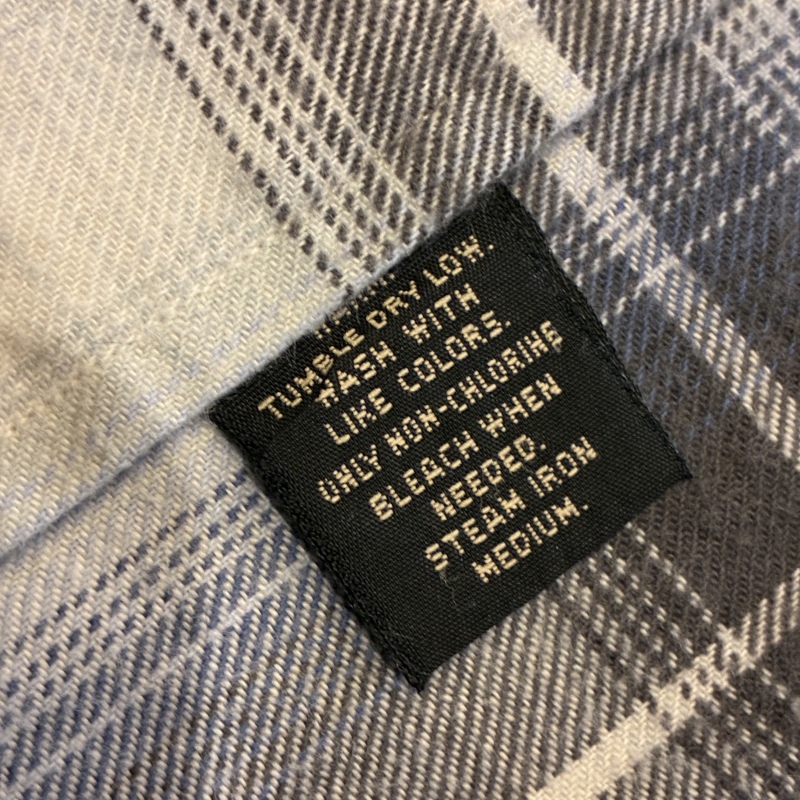 TUMBLE DRY LOW.
WASH WITH
LIKE COLORS.
ONLY NON-CHLORINE
BLEACH WHEN
NEEDED.
STEAM IRON
MEDIUM.